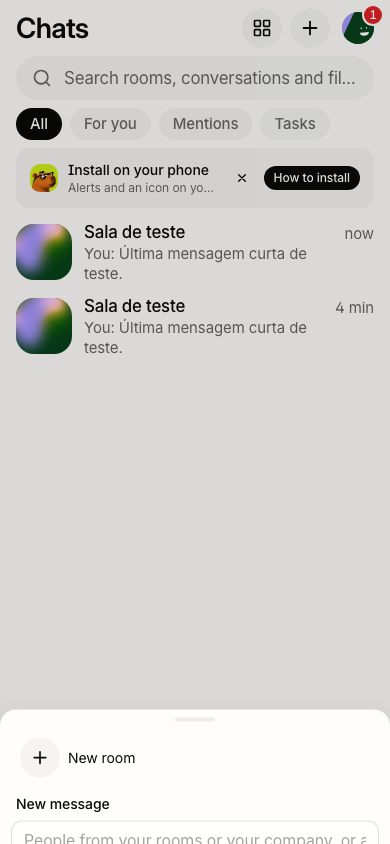 Chats
1
Search rooms, conversations and fil...
All
For you
Mentions
Tasks
Install on your phone
Alerts and an icon on yo...
How to install
Sala de teste
now
You: Última mensagem curta de
teste.
Sala de teste
4 min
You: Última mensagem curta de
teste.
New room
New message
People from your rooms or your company, or a